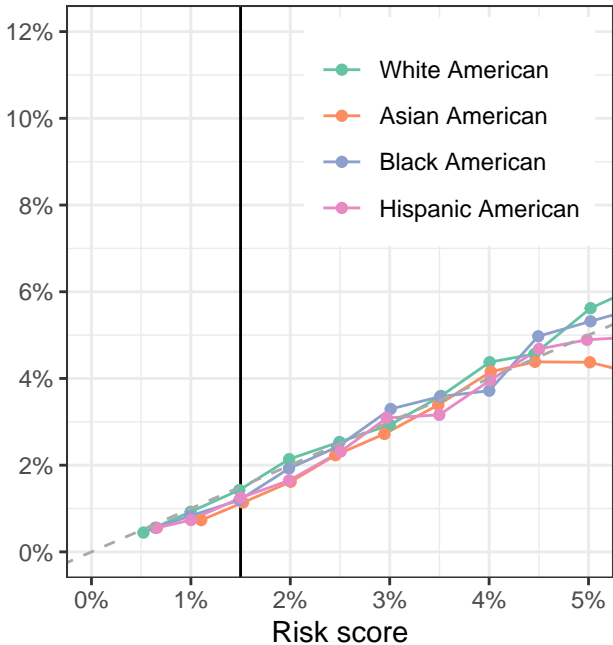 12%
10%
8%
6%
4%
2%
0%
White American
Asian American
Black American
Hispanic American
0% 1% 2% 3% 4% 5%
Risk score